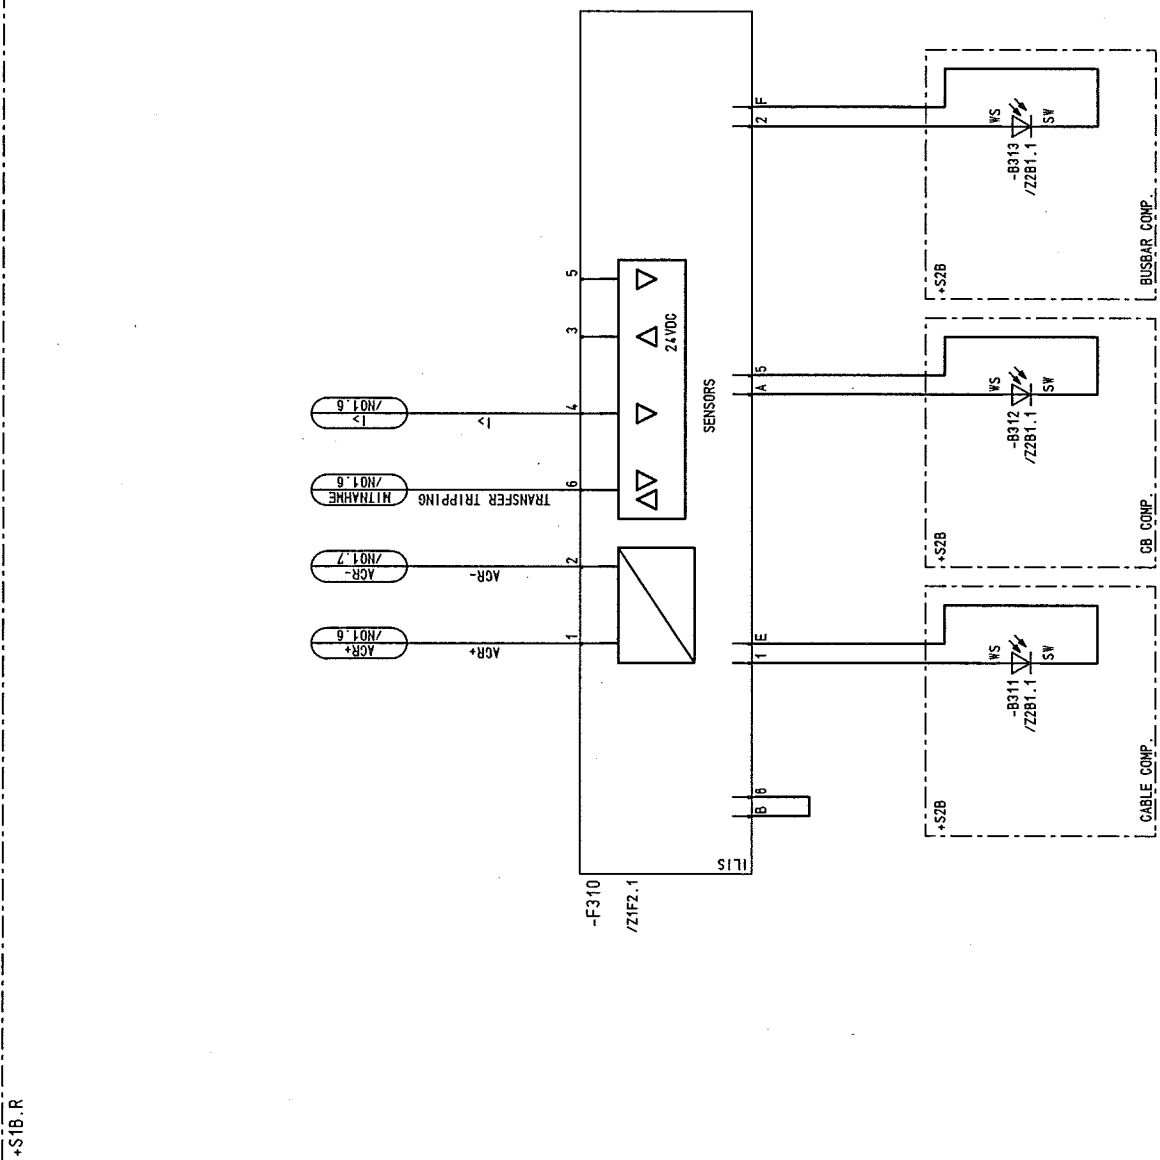 +S1B.R
ACR+
/N01.6
ACR-
/N01.7
MITNAHME
/N01.6
I>
/N01.6
ACR+
ACR-
TRANSFER TRIPPING
I>
1
2
6
4
3
5
-F310
/Z1F2.1
24VDC
SENSORS
ILIS
B
6
1
E
A
5
2
F
+S2B
+S2B
+S2B
WS
-B311
/Z2B1.1
SW
WS
-B312
/Z2B1.1
SW
WS
-B313
/Z2B1.1
SW
CABLE COMP.
CB COMP.
BUSBAR COMP.